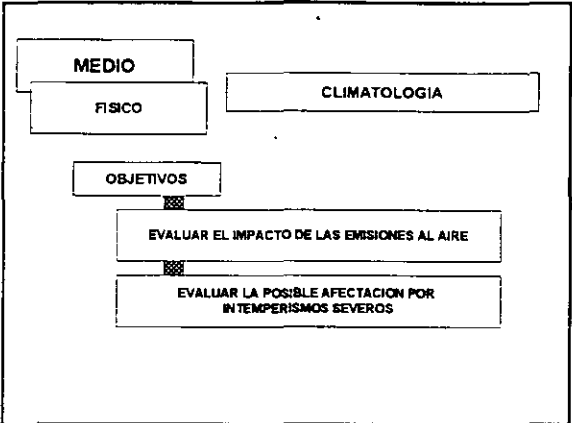 MEDIO
FISICO
CLIMATOLOGIA
OBJETIVOS
EVALUAR EL IMPACTO DE LAS EMISIONES AL AIRE
EVALUAR LA POSIBLE AFECTACION POR
INTEMPERISMOS SEVEROS